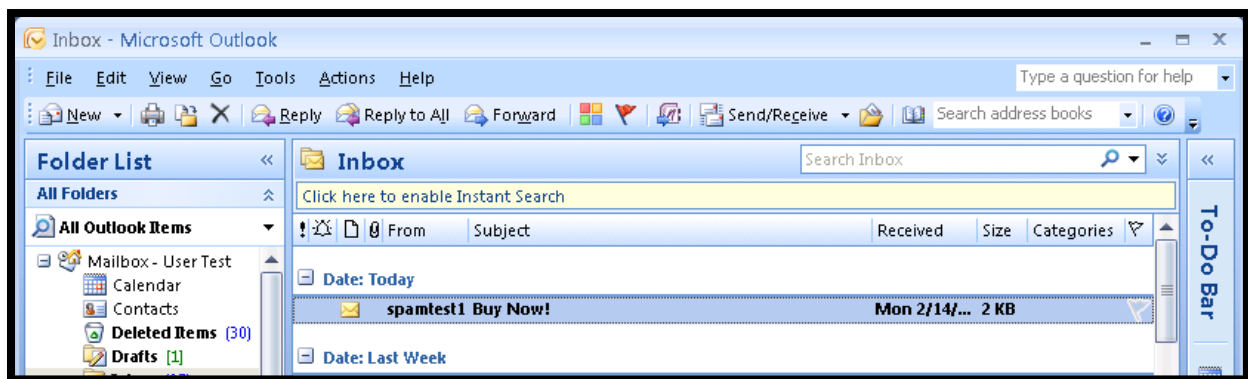 Inbox - Microsoft Outlook
File Edit View Go Tools Actions Help
Type a question for help
New Reply Reply to All Forward Send/Receive Search address books
Folder List
All Folders
All Outlook Items
Mailbox - User Test
Calendar
Contacts
Deleted Items (30)
Drafts [1]
Inbox
Search Inbox
Click here to enable Instant Search
From Subject Received Size Categories
Date: Today
spamtest1 Buy Now! Mon 2/14/... 2 KB
Date: Last Week
To-Do Bar